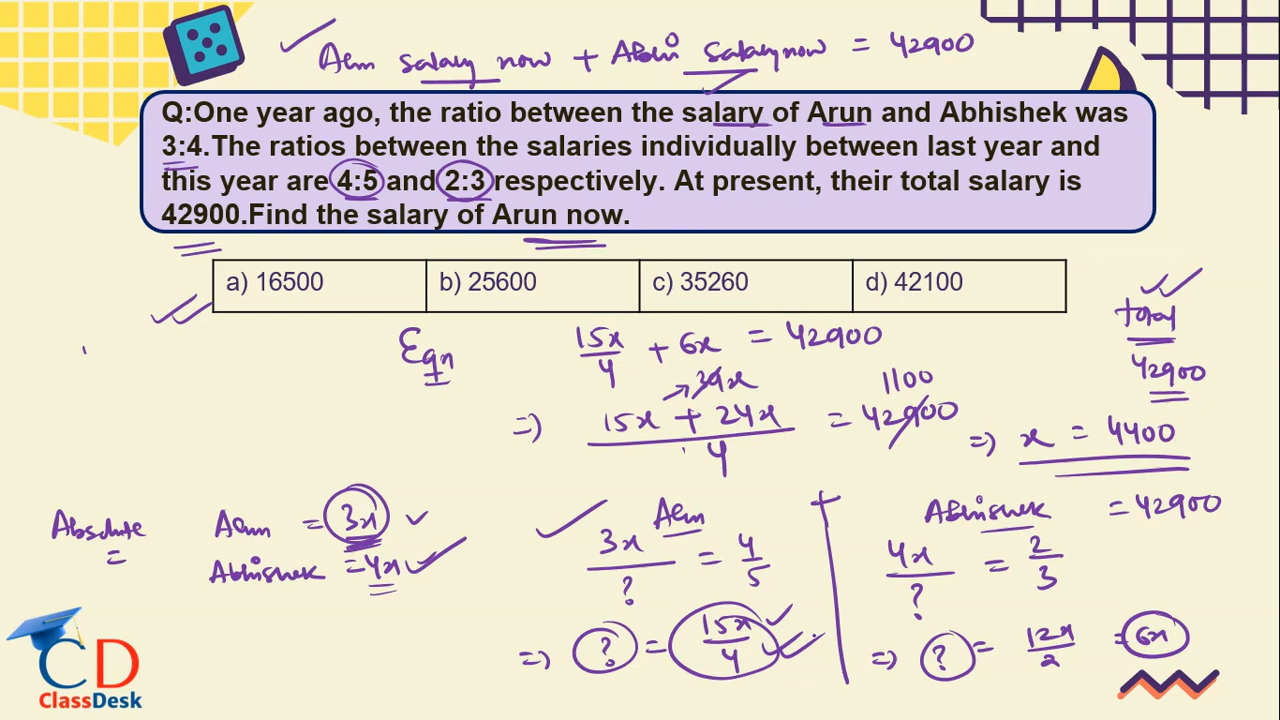 Arun salary now + Abhi salary now = 42900
Q:One year ago, the ratio between the salary of Arun and Abhishek was
3:4.The ratios between the salaries individually between last year and
this year are 4:5 and 2:3 respectively. At present, their total salary is
42900.Find the salary of Arun now.
a) 16500 b) 25600 c) 35260 d) 42100
Eqn 15x/4 + 6x = 42900
total
42900
39x 1100
=) 15x + 24x / 4 = 42900 =) x = 4400
Absolute Arun = 3x
Abhishek = 4x
Arun + Abhishek = 42900
3x/? = 4/5 4x/? = 2/3
=) ? = 15x/4 =) ? = 12x/2 = 6x
CD
ClassDesk